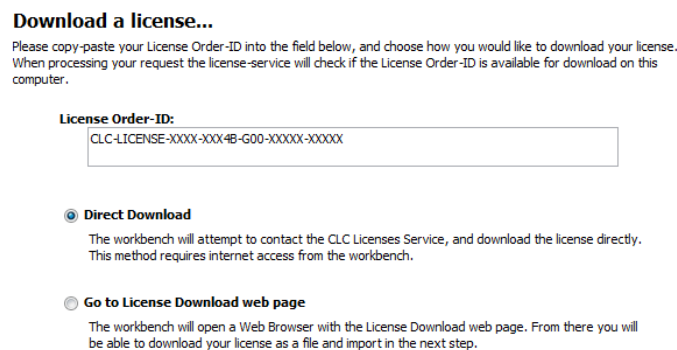 Download a license...
Please copy-paste your License Order-ID into the field below, and choose how you would like to download your license.
When processing your request the license-service will check if the License Order-ID is available for download on this
computer.
License Order-ID:
CLC-LICENSE-XXXX-XXX4B-G00-XXXXX-XXXXX
Direct Download
The workbench will attempt to contact the CLC Licenses Service, and download the license directly.
This method requires internet access from the workbench.
Go to License Download web page
The workbench will open a Web Browser with the License Download web page. From there you will
be able to download your license as a file and import in the next step.